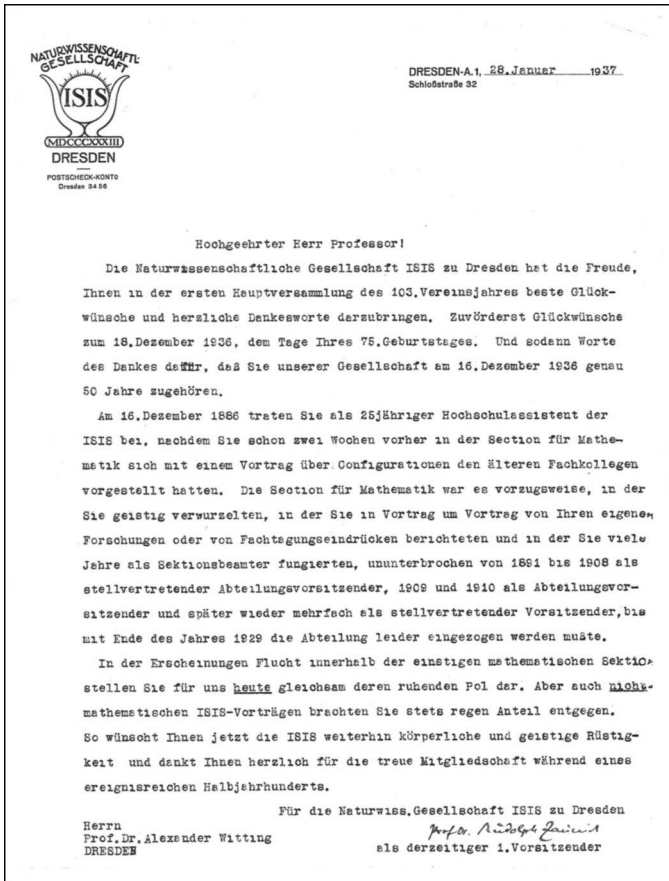 NATURWISSENSCHAFTL:
GESELLSCHAFT
ISIS
MDCCCXXXIII
DRESDEN
POSTSCHECK-KONTO
Dresden 34 56
DRESDEN-A.1, 28.Januar 1937
Schloßstraße 32
Hochgeehrter Herr Professor!
Die Naturwissenschaftliche Gesellschaft ISIS zu Dresden hat die Freude,
Ihnen in der ersten Hauptversammlung des 103.Vereinsjahres beste Glück-
wünsche und herzliche Dankesworte darzubringen. Zuvörderst Glückwünsche
zum 18.Dezember 1936, dem Tage Ihres 75.Geburtstages. Und sodann Worte
des Dankes dafür, daß Sie unserer Gesellschaft am 16.Dezember 1936 genau
50 Jahre zugehören.
Am 16.Dezember 1886 traten Sie als 25jähriger Hochschulassistent der
ISIS bei, nachdem Sie schon zwei Wochen vorher in der Section für Mathe-
matik sich mit einem Vortrag über Configurationen den älteren Fachkollegen
vorgestellt hatten. Die Section für Mathematik war es vorzugsweise, in der
Sie geistig verwurzelten, in der Sie in Vortrag um Vortrag von Ihren eigenen
Forschungen oder von Fachtagungseindrücken berichteten und in der Sie viele
Jahre als Sektionsbeamter fungierten, ununterbrochen von 1891 bis 1908 als
stellvertretender Abteilungsvorsitzender, 1909 und 1910 als Abteilungsvor-
sitzender und später wieder mehrfach als stellvertretender Vorsitzender,bis
mit Ende des Jahres 1929 die Abteilung leider eingezogen werden mußte.
In der Erscheinungen Flucht innerhalb der einstigen mathematischen Sektion
stellen Sie für uns heute gleichsam deren ruhenden Pol dar. Aber auch nicht-
mathematischen ISIS-Vorträgen brachten Sie stets regen Anteil entgegen.
So wünscht Ihnen jetzt die ISIS weiterhin körperliche und geistige Rüstig-
keit und dankt Ihnen herzlich für die treue Mitgliedschaft während eines
ereignisreichen Halbjahrhunderts.
Für die Naturwiss.Gesellschaft ISIS zu Dresden
Herrn
Prof.Dr.Alexander Witting
DRESDEN
Prof. Dr. Rudolph
als derzeitiger 1.Vorsitzender